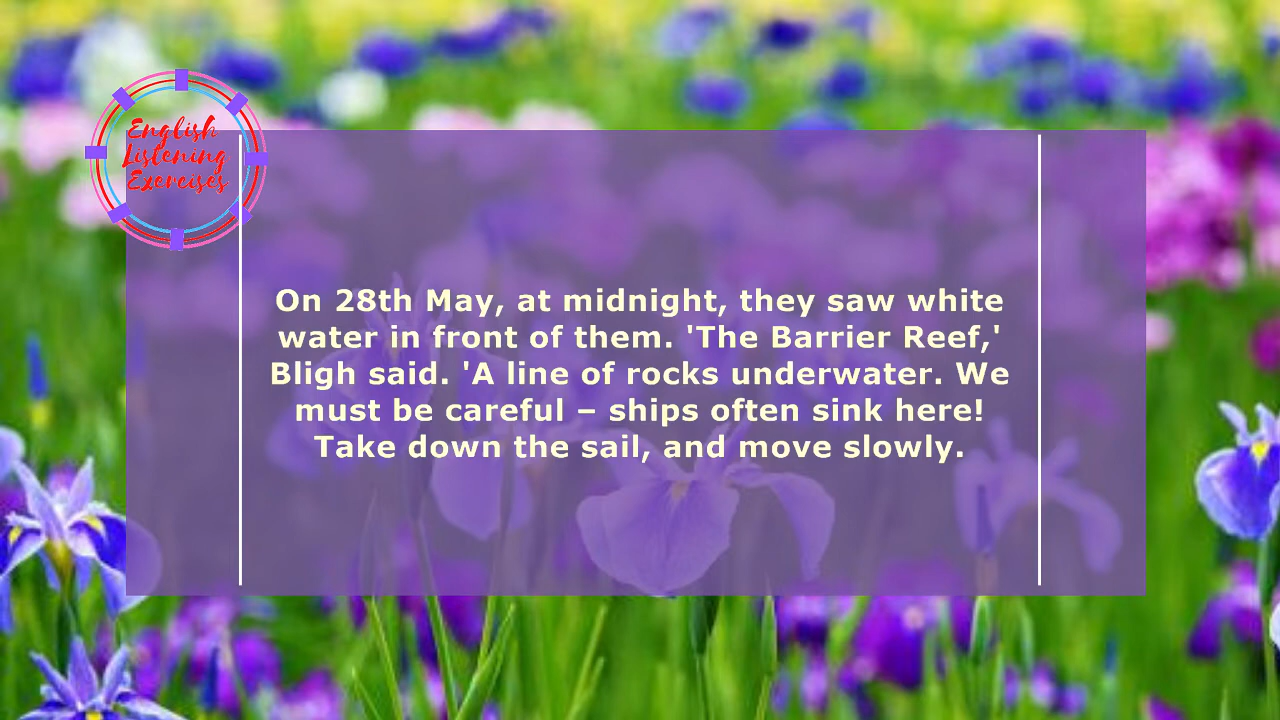 English
Listening
Exercises
On 28th May, at midnight, they saw white
water in front of them. 'The Barrier Reef,'
Bligh said. 'A line of rocks underwater. We
must be careful – ships often sink here!
Take down the sail, and move slowly.